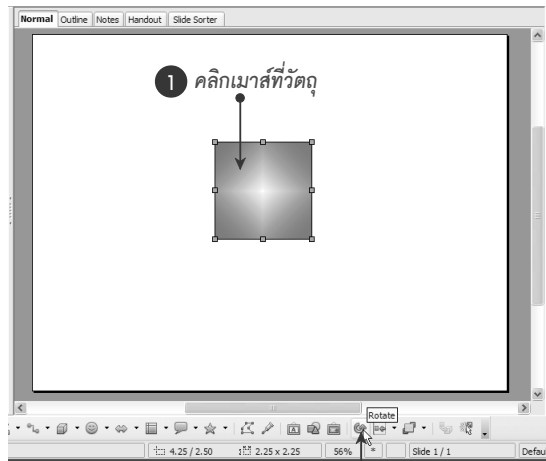 Normal Outline Notes Handout Slide Sorter
1 คลิกเมาส์ที่วัตถุ
Rotate
4.25 / 2.50 2.25 x 2.25 56% * Slide 1 / 1 Defau